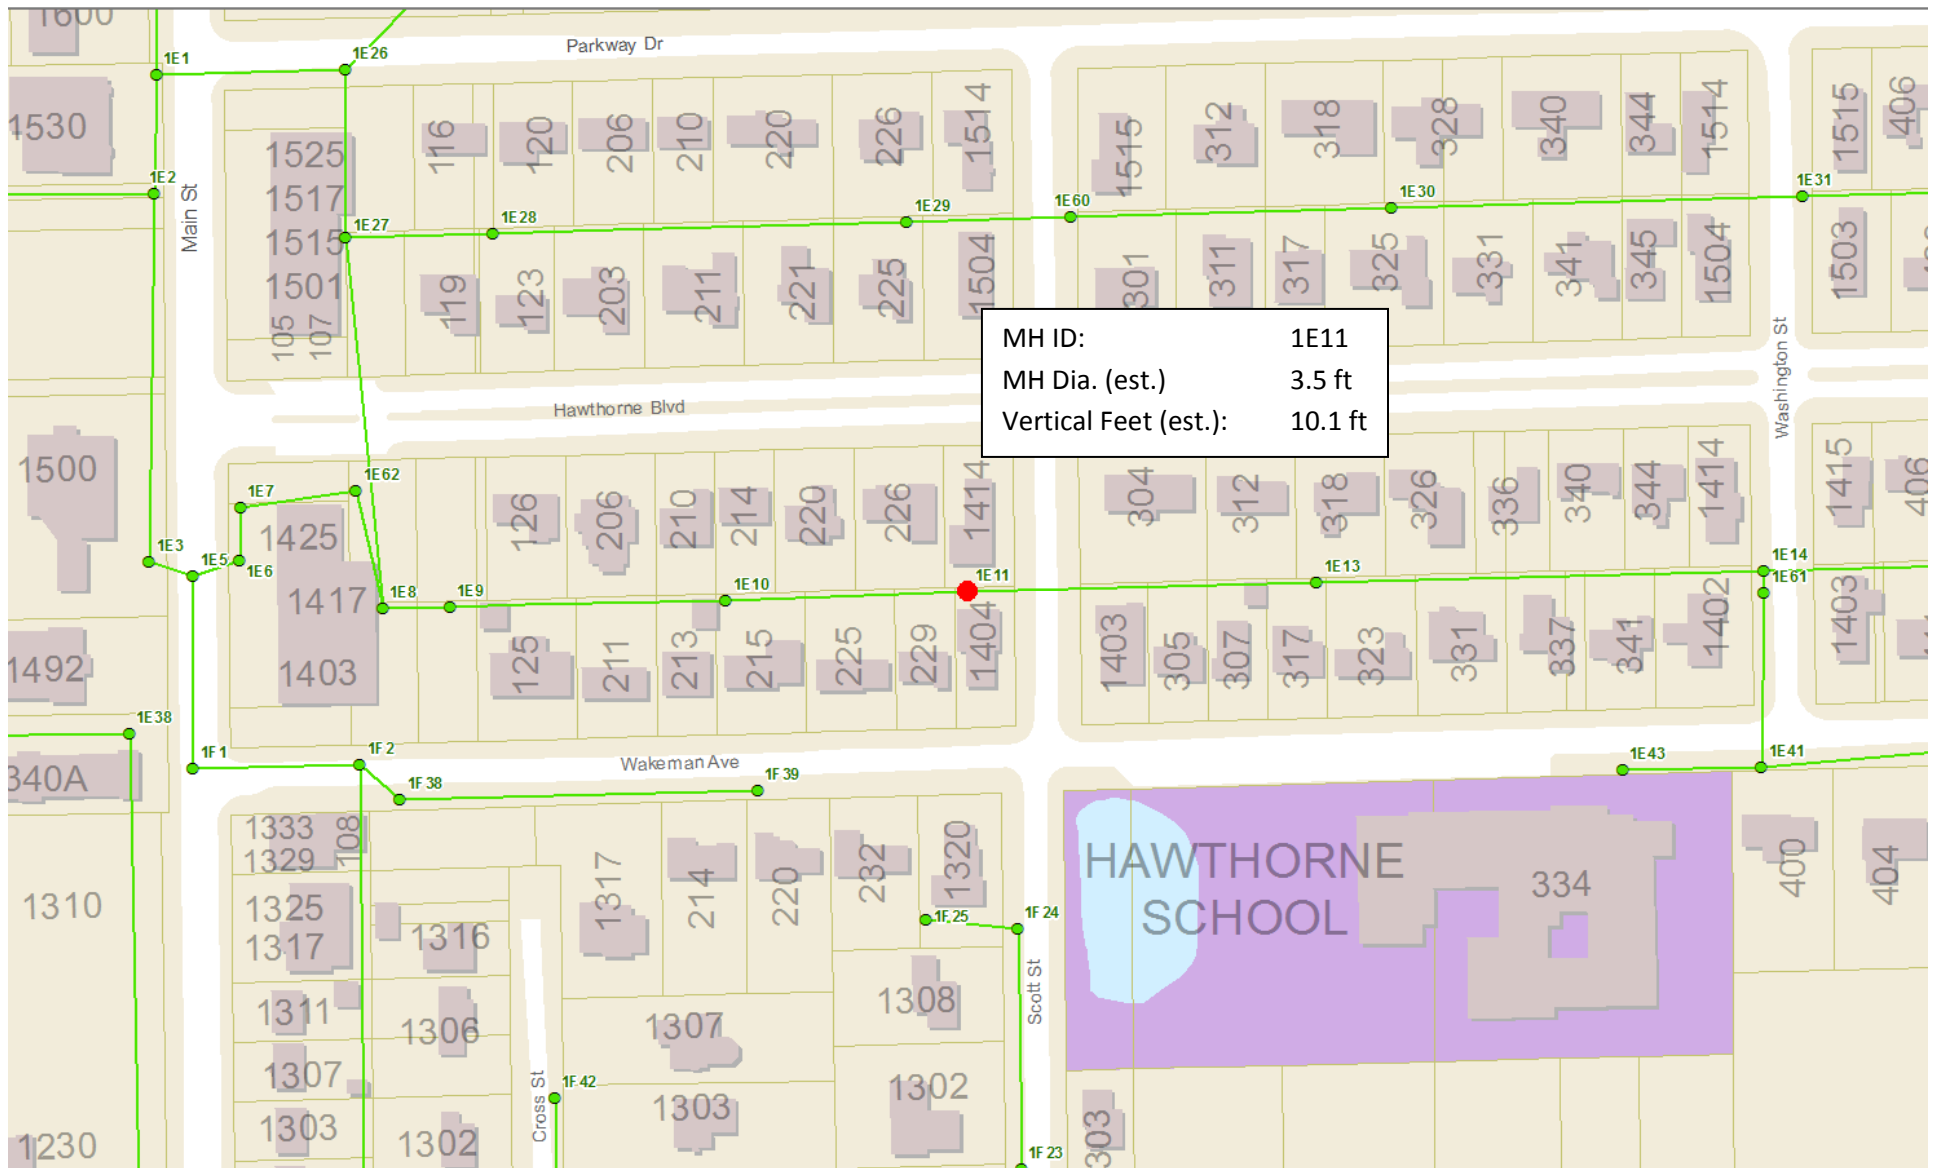 1600
Parkway Dr
1E26
1E1
1530
1525
116
120
206
210
220
226
1514
1515
312
318
328
340
344
1514
1515
406
1E2
Main St
1517
1E27
1E28
1E29
1E60
1E30
1E31
1515
1501
105
107
119
123
203
211
221
225
1504
301
311
317
325
331
341
345
1504
1503
MH ID: 1E11
MH Dia. (est.) 3.5 ft
Vertical Feet (est.): 10.1 ft
Washington St
Hawthorne Blvd
1500
1E7
1E62
1425
126
206
210
214
220
226
1414
304
312
318
326
336
340
344
1414
1415
406
1E3
1E5
1E6
1E8
1E9
1E10
1E11
1E13
1E14
1E61
1417
1403
1492
125
211
213
215
225
229
1404
1403
305
307
317
323
331
337
341
1402
1403
1E38
1F1
1F2
Wakeman Ave
1E43
1E41
340A
1F38
1F39
1333
1329
108
1317
214
220
232
1320
HAWTHORNE
SCHOOL
334
400
404
1310
1325
1317
1316
1F25
1F24
1311
1306
1307
1308
Scott St
1307
1303
1F42
Cross St
1303
1302
1302
303
1230
1F23